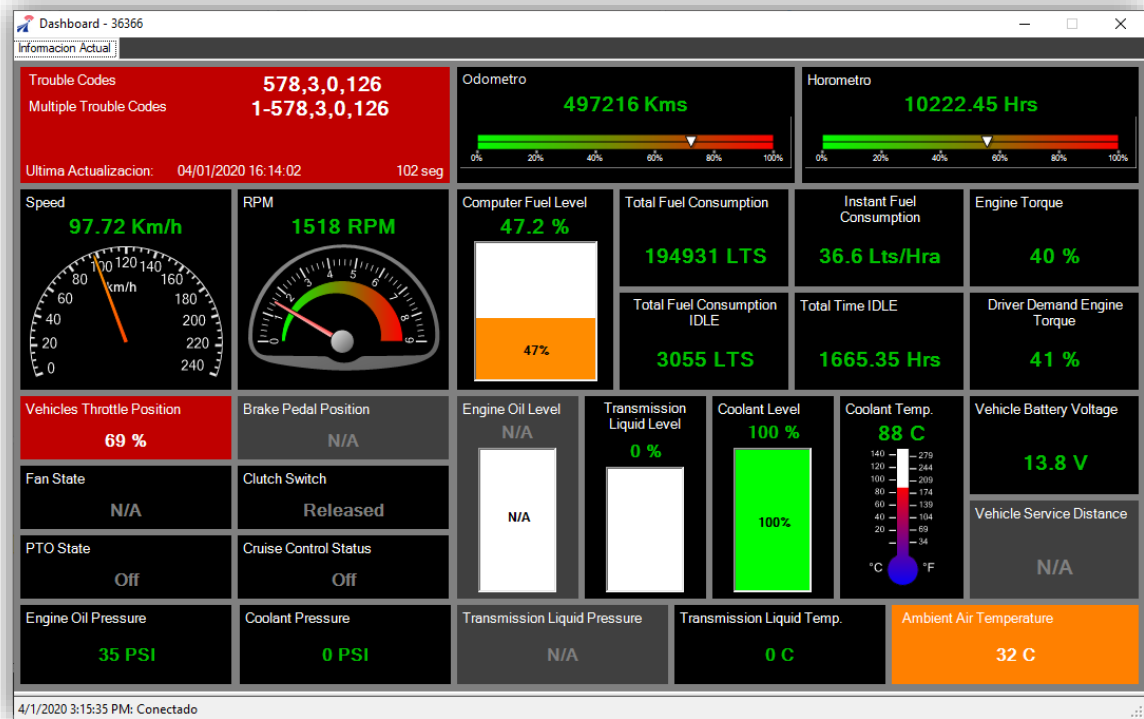 Dashboard - 36366
Informacion Actual
Trouble Codes 578,3,0,126
Multiple Trouble Codes 1-578,3,0,126
Ultima Actualizacion: 04/01/2020 16:14:02 102 seg
Odometro
497216 Kms
0% 20% 40% 60% 80% 100%
Horometro
10222.45 Hrs
0% 20% 40% 60% 80% 100%
Speed
97.72 Km/h
0 20 40 60 80 100 120 140 160 180 200 220 240
km/h
RPM
1518 RPM
0 1 2 3 4 5 6 7 8 9
Computer Fuel Level
47.2 %
47%
Total Fuel Consumption
194931 LTS
Instant Fuel
Consumption
36.6 Lts/Hra
Engine Torque
40 %
Total Fuel Consumption
IDLE
3055 LTS
Total Time IDLE
1665.35 Hrs
Driver Demand Engine
Torque
41 %
Vehicles Throttle Position
69 %
Brake Pedal Position
N/A
Fan State
N/A
Clutch Switch
Released
PTO State
Off
Cruise Control Status
Off
Engine Oil Level
N/A
N/A
Transmission
Liquid Level
0 %
Coolant Level
100 %
100%
Coolant Temp.
88 C
140 279
120 244
100 209
80 174
60 139
40 104
20 69
34
°C °F
Vehicle Battery Voltage
13.8 V
Vehicle Service Distance
N/A
Engine Oil Pressure
35 PSI
Coolant Pressure
0 PSI
Transmission Liquid Pressure
N/A
Transmission Liquid Temp.
0 C
Ambient Air Temperature
32 C
4/1/2020 3:15:35 PM: Conectado